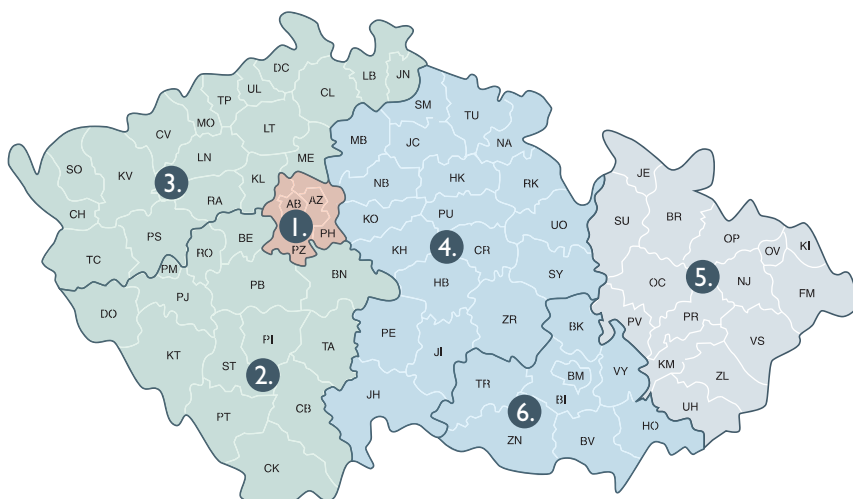 DC
LB
JN
UL
CL
TP
SM
MO
TU
CV
LT
MB
JC
NA
LN
ME
SO
KV
3.
KL
NB
HK
RK
JE
RA
AB
AZ
CH
KO
PU
SU
BR
1.
PH
UO
PS
BE
RO
PZ
KH
4.
CR
OP
OV
KI
TC
PM
BN
SY
PB
HB
OC
5.
NJ
FM
PJ
DO
ZR
PV
PR
PE
BK
PI
TA
VS
KT
ST
JI
KM
2.
TR
BM
VY
ZL
JH
BI
CB
PT
6.
UH
ZN
BV
HO
CK